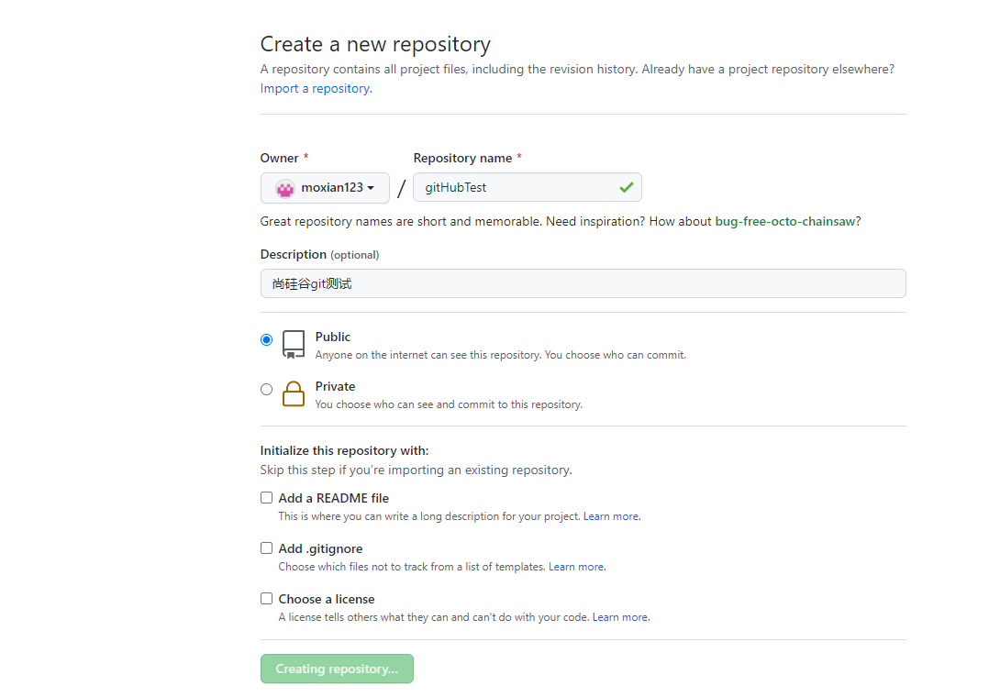 Create a new repository
A repository contains all project files, including the revision history. Already have a project repository elsewhere?
Import a repository.
Owner *
Repository name *
moxian123
/
gitHubTest
Great repository names are short and memorable. Need inspiration? How about bug-free-octo-chainsaw?
Description (optional)
尚硅谷git测试
Public
Anyone on the internet can see this repository. You choose who can commit.
Private
You choose who can see and commit to this repository.
Initialize this repository with:
Skip this step if you're importing an existing repository.
Add a README file
This is where you can write a long description for your project. Learn more.
Add .gitignore
Choose which files not to track from a list of templates. Learn more.
Choose a license
A license tells others what they can and can't do with your code. Learn more.
Creating repository...